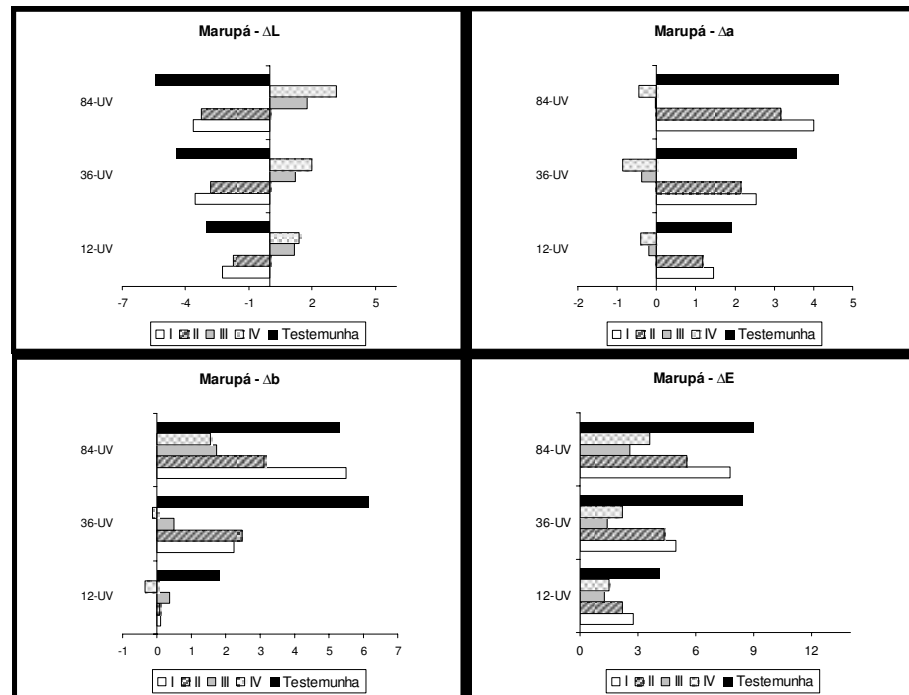 Marupá - ΔL
84-UV
36-UV
12-UV
-7 -4 -1 2 5
I II III IV Testemunha
Marupá - Δa
84-UV
36-UV
12-UV
-2 -1 0 1 2 3 4 5
I II III IV Testemunha
Marupá - Δb
84-UV
36-UV
12-UV
-1 0 1 2 3 4 5 6 7
I II III IV Testemunha
Marupá - ΔE
84-UV
36-UV
12-UV
0 3 6 9 12
I II III IV Testemunha